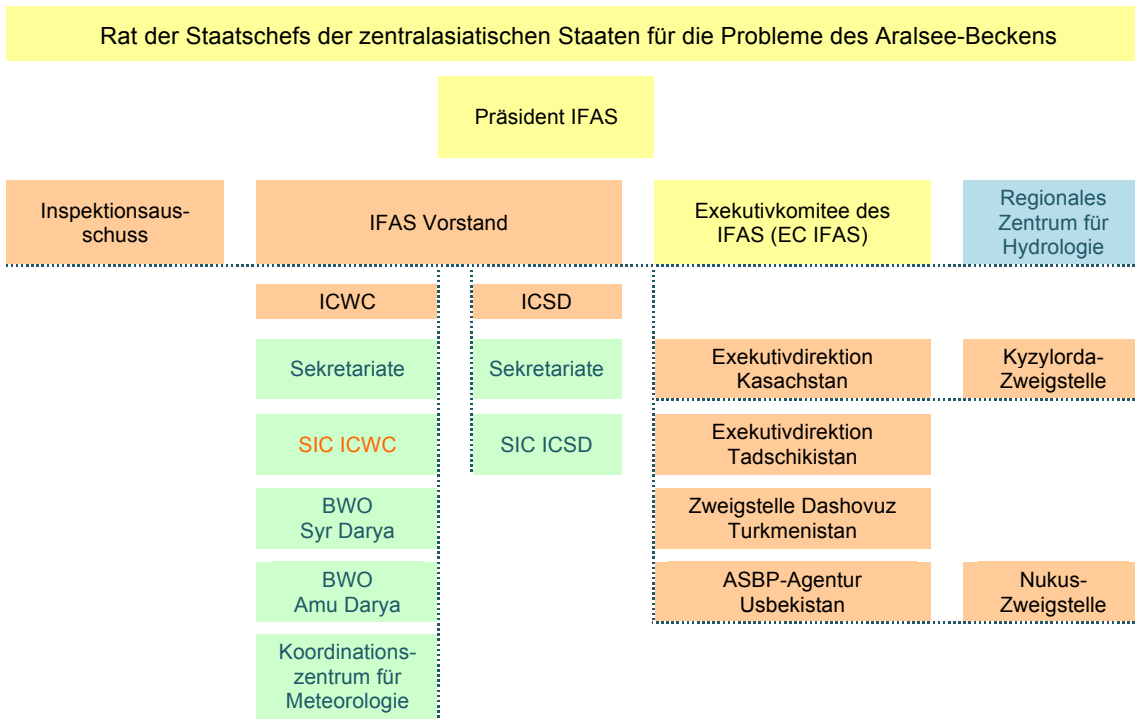 Rat der Staatschefs der zentralasiatischen Staaten für die Probleme des Aralsee-Beckens
Präsident IFAS
Inspektionsaus-
schuss
IFAS Vorstand
Exekutivkomitee des
IFAS (EC IFAS)
Regionales
Zentrum für
Hydrologie
ICWC
ICSD
Sekretariate
Sekretariate
Exekutivdirektion
Kasachstan
Kyzylorda-
Zweigstelle
SIC ICWC
SIC ICSD
Exekutivdirektion
Tadschikistan
BWO
Syr Darya
Zweigstelle Dashovuz
Turkmenistan
BWO
Amu Darya
ASBP-Agentur
Usbekistan
Nukus-
Zweigstelle
Koordinations-
zentrum für
Meteorologie